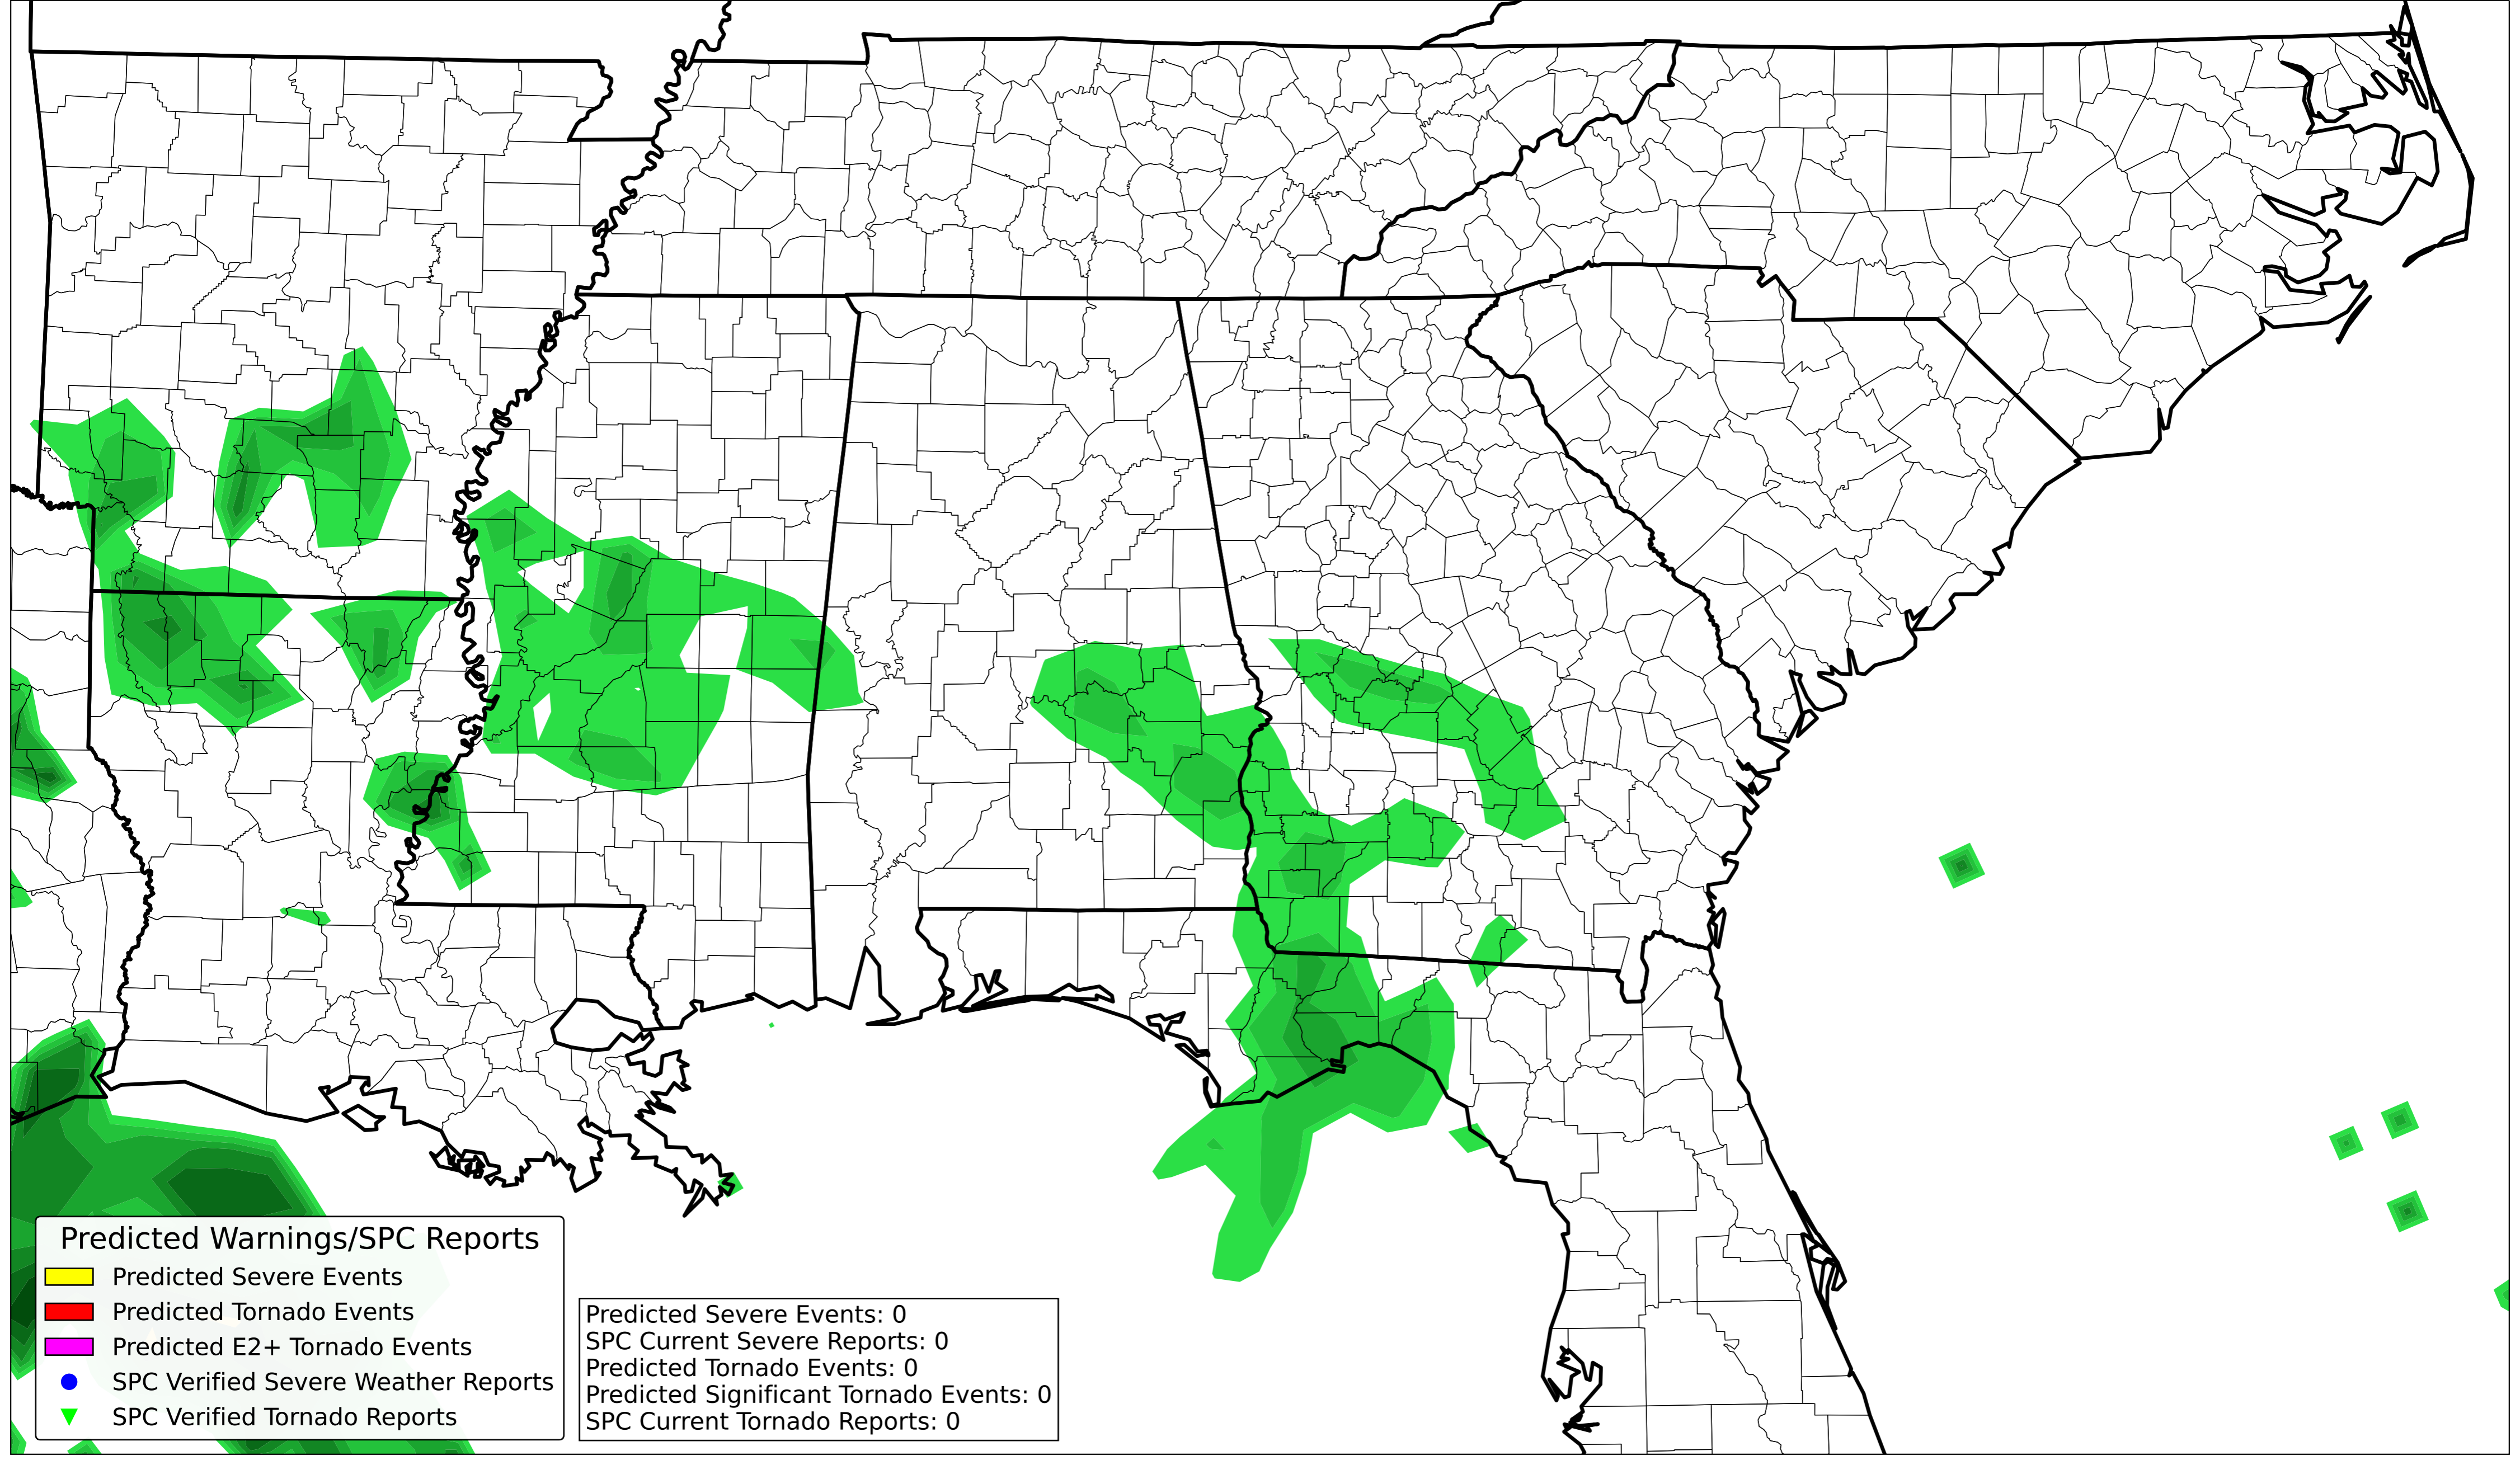 Predicted Warnings/SPC Reports
Predicted Severe Events
Predicted Tornado Events
Predicted E2+ Tornado Events
SPC Verified Severe Weather Reports
SPC Verified Tornado Reports
Predicted Severe Events: 0
SPC Current Severe Reports: 0
Predicted Tornado Events: 0
Predicted Significant Tornado Events: 0
SPC Current Tornado Reports: 0